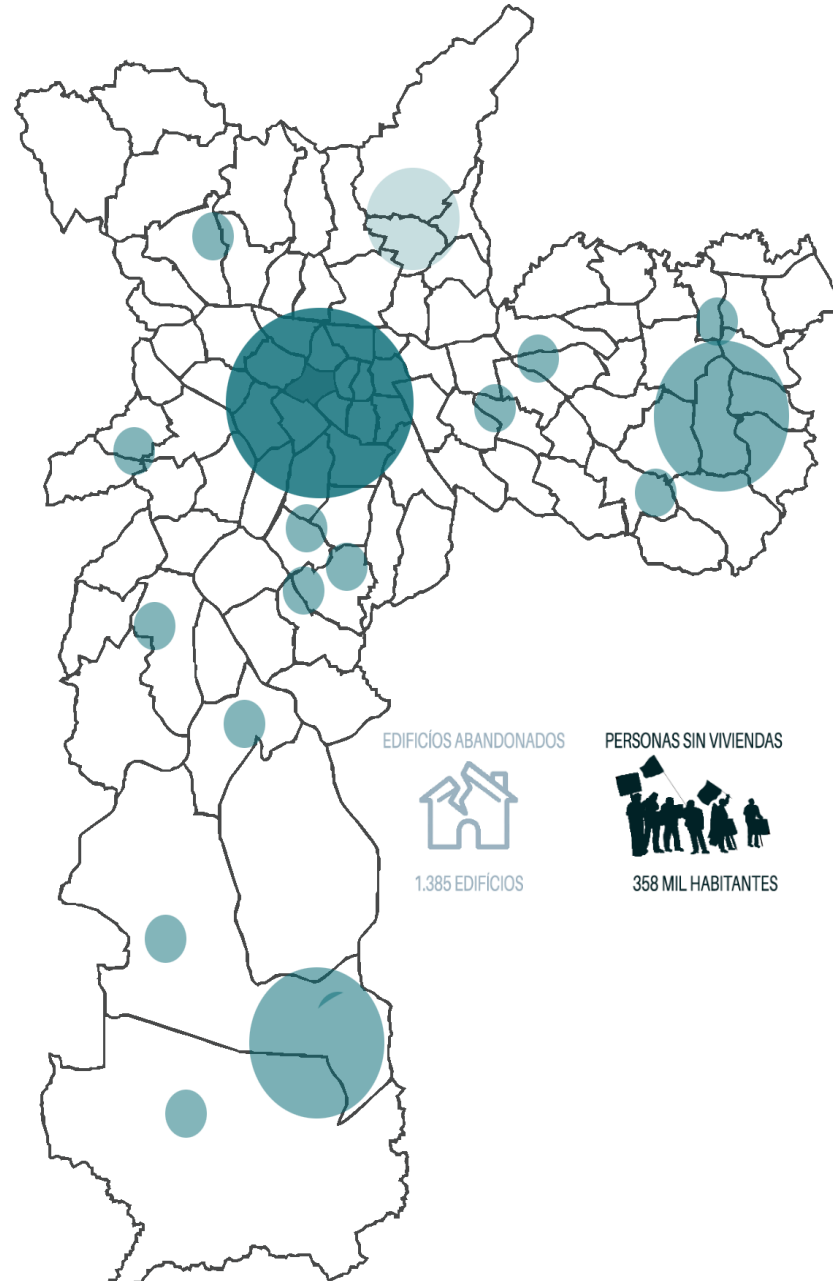 EDIFICÍOS ABANDONADOS
1.385 EDIFÍCIOS
PERSONAS SIN VIVIENDAS
358 MIL HABITANTES